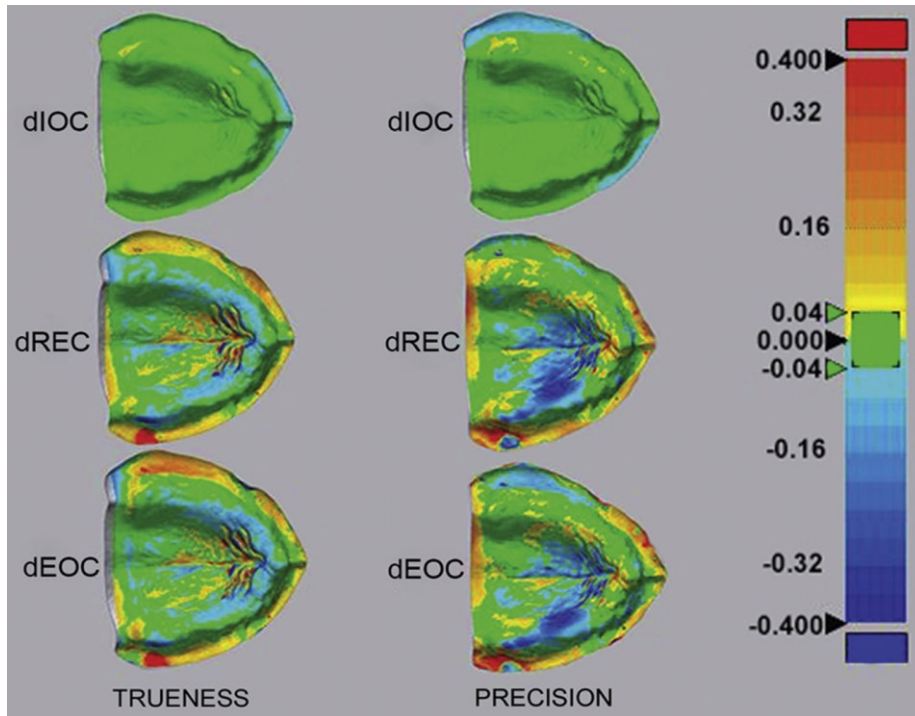 dIOC
dIOC
dREC
dREC
dEOC
dEOC
TRUENESS
PRECISION
0.400
0.32
0.16
0.04
0.000
-0.04
-0.16
-0.32
-0.400